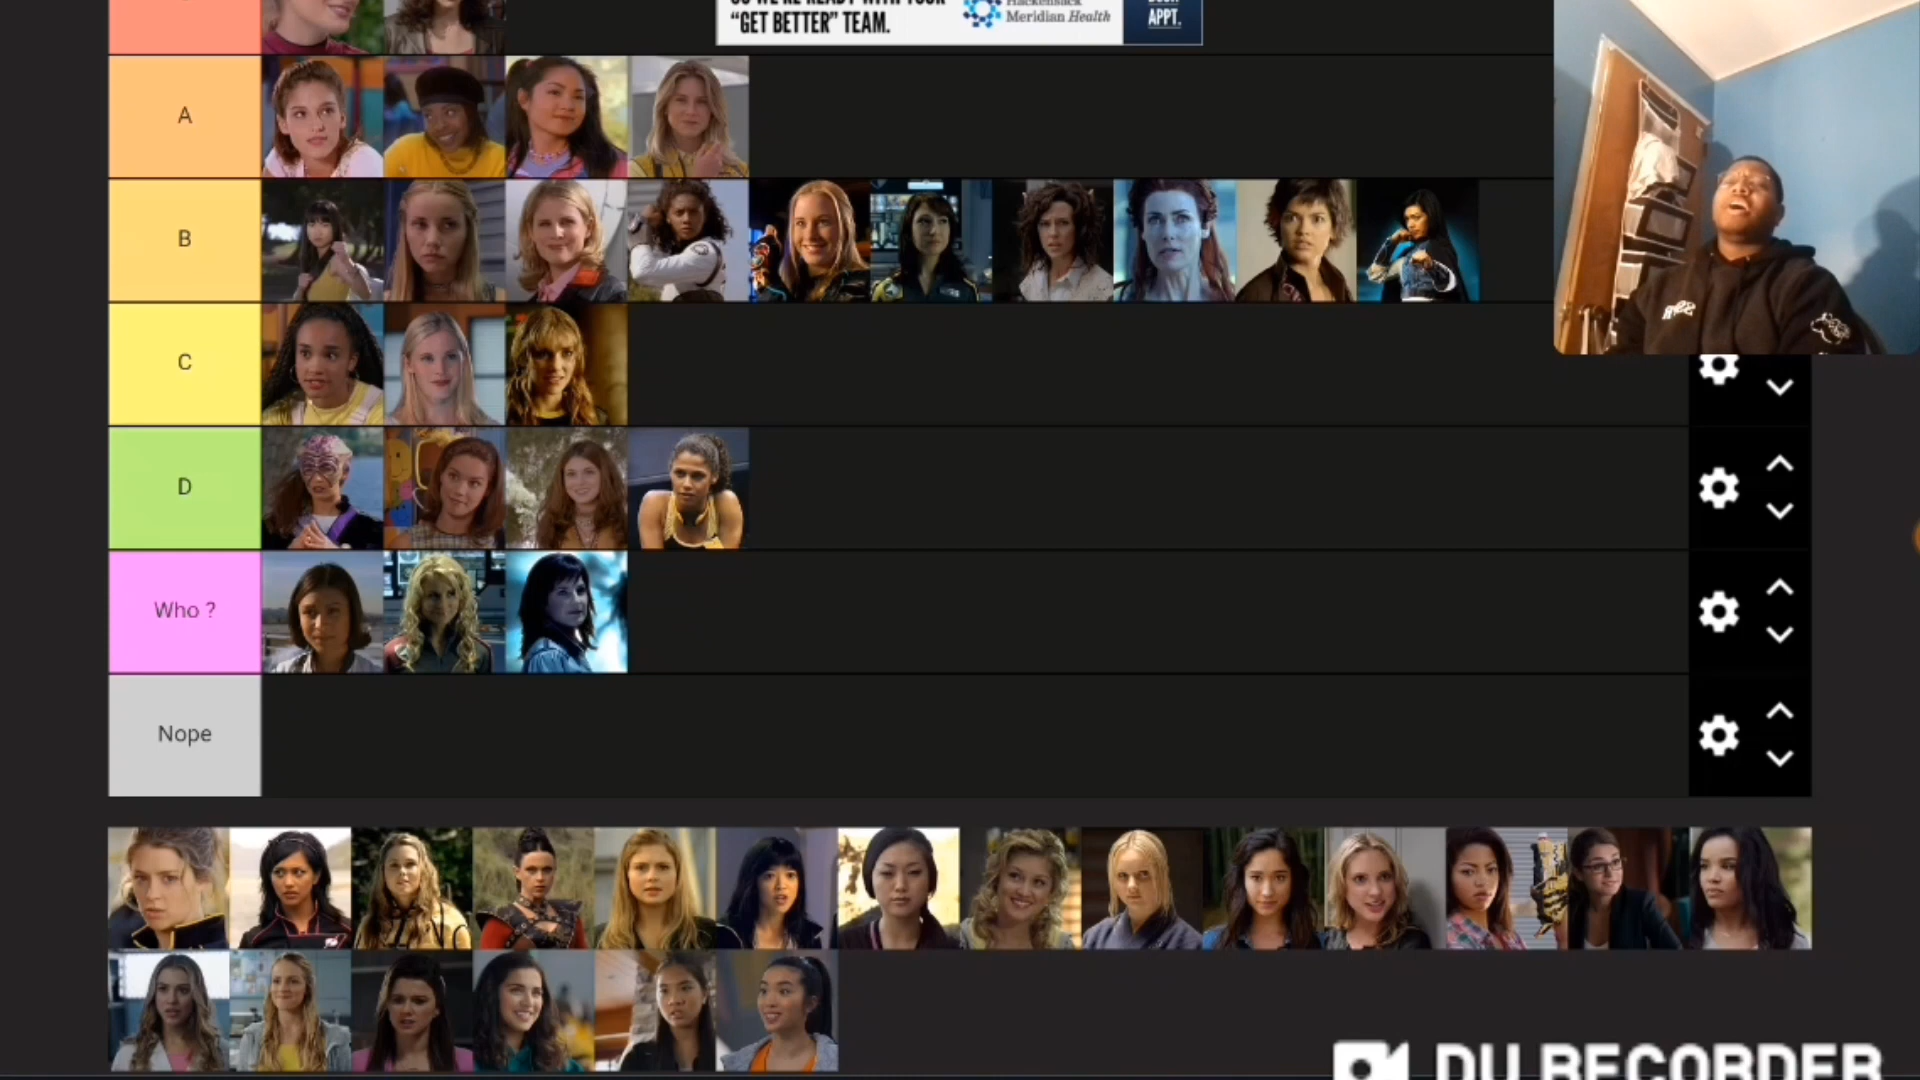 "GET BETTER" TEAM.
Meridian Health
APPT.
A
B
C
D
Who ?
Nope
DU RECORDER